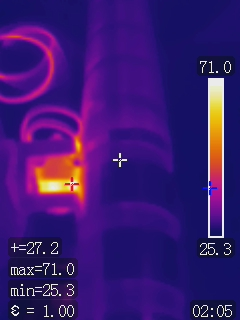 71.0
25.3
+=27.2
max=71.0
min=25.3
ε = 1.00
02:05